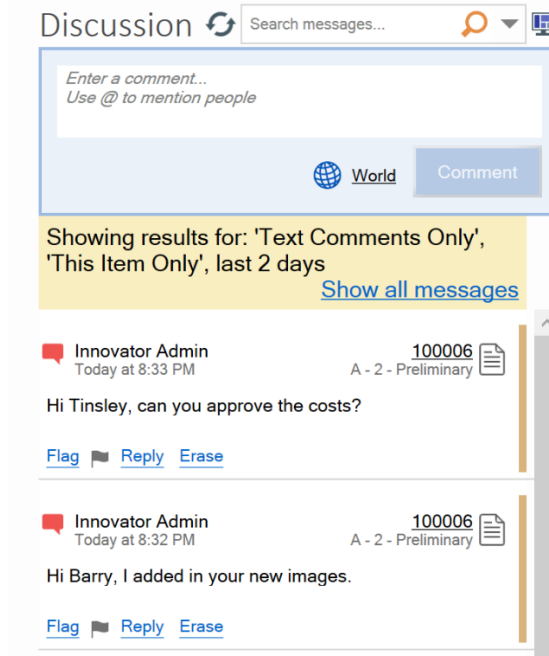 Discussion
Search messages...
Enter a comment...
Use @ to mention people
World
Comment
Showing results for: 'Text Comments Only',
'This Item Only', last 2 days
Show all messages
Innovator Admin 100006
Today at 8:33 PM A - 2 - Preliminary
Hi Tinsley, can you approve the costs?
Flag Reply Erase
Innovator Admin 100006
Today at 8:32 PM A - 2 - Preliminary
Hi Barry, I added in your new images.
Flag Reply Erase